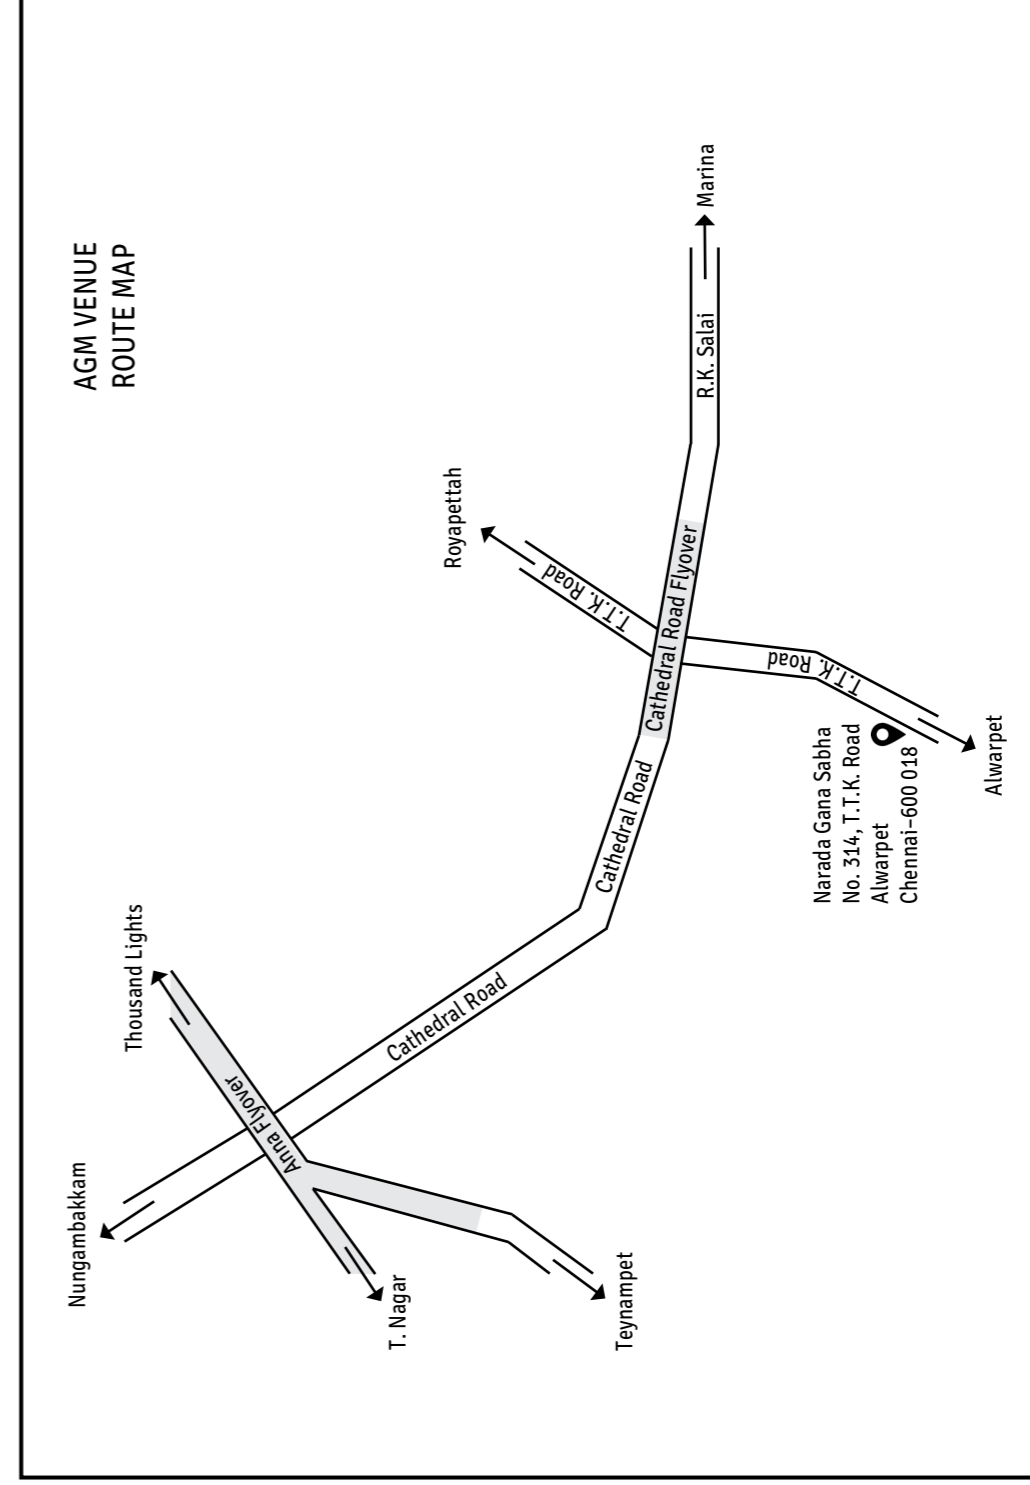 AGM VENUE
ROUTE MAP
Nungambakkam
Thousand Lights
Anna Flyover
T. Nagar
Cathedral Road
Royapettah
T.T.K. Road
Cathedral Road
Teynampet
Cathedral Road Flyover
R.K. Salai
Marina
T.T.K. Road
Narada Gana Sabha
No. 314, T.T.K. Road
Alwarpet
Chennai-600 018
Alwarpet